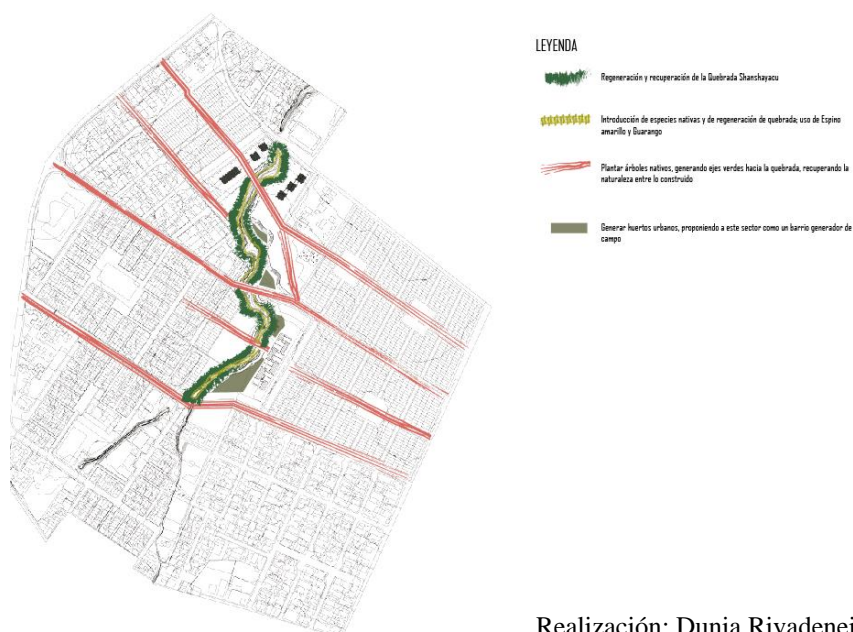 LEYENDA
Regeneración y recuperación de la Quebrada Shanshayacu
Introducción de especies nativas y de regeneración de quebrada; uso de Espino
amarillo y Guarango
Plantar árboles nativos, generando ejes verdes hacia la quebrada, recuperando la
naturaleza entre lo construido
Generar huertos urbanos, proponiendo a este sector como un barrio generador de
campo
Realización: Dunia